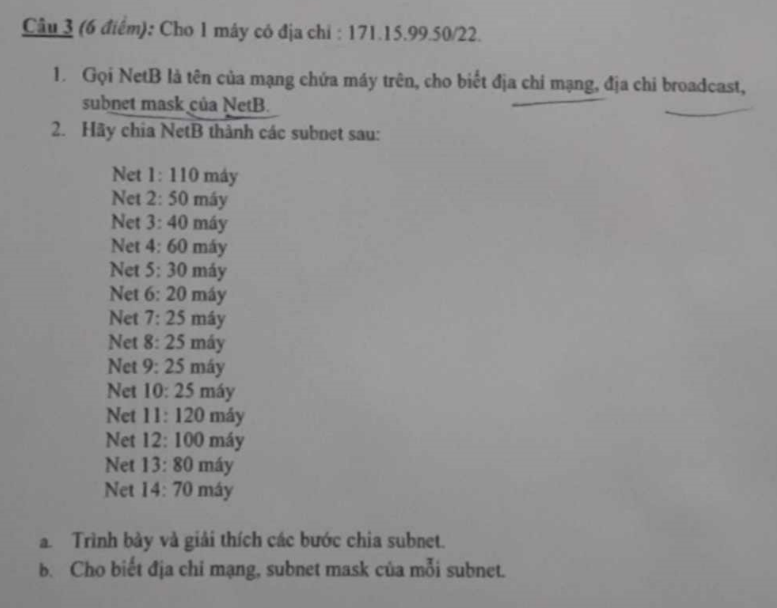 Câu 3 (6 điểm): Cho 1 máy có địa chỉ : 171.15.99.50/22.
1. Gọi NetB là tên của mạng chứa máy trên, cho biết địa chỉ mạng, địa chỉ broadcast,
subnet mask của NetB.
2. Hãy chia NetB thành các subnet sau:
Net 1: 110 máy
Net 2: 50 máy
Net 3: 40 máy
Net 4: 60 máy
Net 5: 30 máy
Net 6: 20 máy
Net 7: 25 máy
Net 8: 25 máy
Net 9: 25 máy
Net 10: 25 máy
Net 11: 120 máy
Net 12: 100 máy
Net 13: 80 máy
Net 14: 70 máy
a. Trình bày và giải thích các bước chia subnet.
b. Cho biết địa chỉ mạng, subnet mask của mỗi subnet.